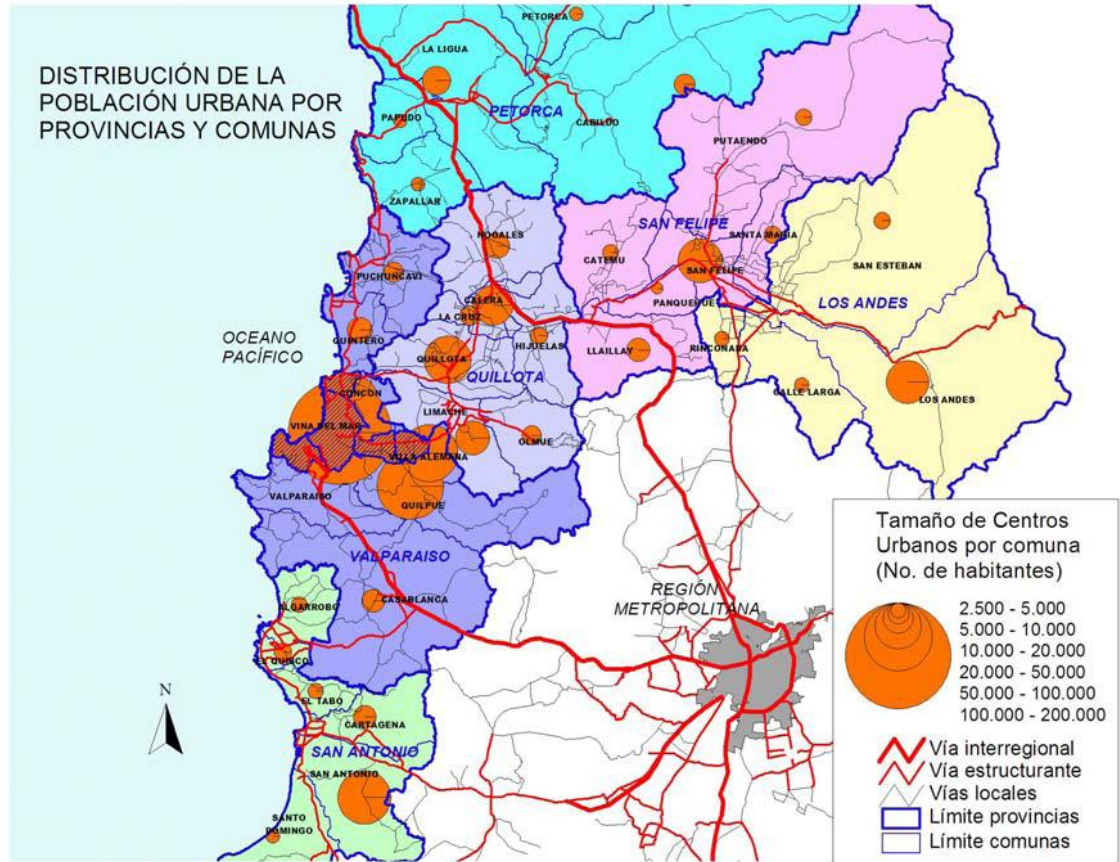 DISTRIBUCIÓN DE LA
POBLACIÓN URBANA POR
PROVINCIAS Y COMUNAS
PETORCA
LA LIGUA
PETORCA
PAPUDO
CABILDO
ZAPALLAR
PUTAENDO
NOGALES
SAN FELIPE
SANTA MARIA
CATEMU
SAN FELIPE
SAN ESTEBAN
PUCHUNCAVI
PANQUEHUE
LOS ANDES
CALERA
LA CRUZ
OCEANO
PACÍFICO
QUINTERO
HIJUELAS
LLAILLAY
RINCONADA
QUILLOTA
QUILLOTA
CALLE LARGA
LOS ANDES
CONCON
LIMACHE
VINA DEL MAR
OLMUE
VILLA ALEMANA
VALPARAISO
QUILPUE
VALPARAISO
REGIÓN
METROPOLITANA
CASABLANCA
ALGARROBO
EL QUISCO
EL TABO
CARTAGENA
SAN ANTONIO
SAN ANTONIO
SANTO
DOMINGO
N
Tamaño de Centros
Urbanos por comuna
(No. de habitantes)
2.500 - 5.000
5.000 - 10.000
10.000 - 20.000
20.000 - 50.000
50.000 - 100.000
100.000 - 200.000
Vía interregional
Vía estructurante
Vías locales
Límite provincias
Límite comunas